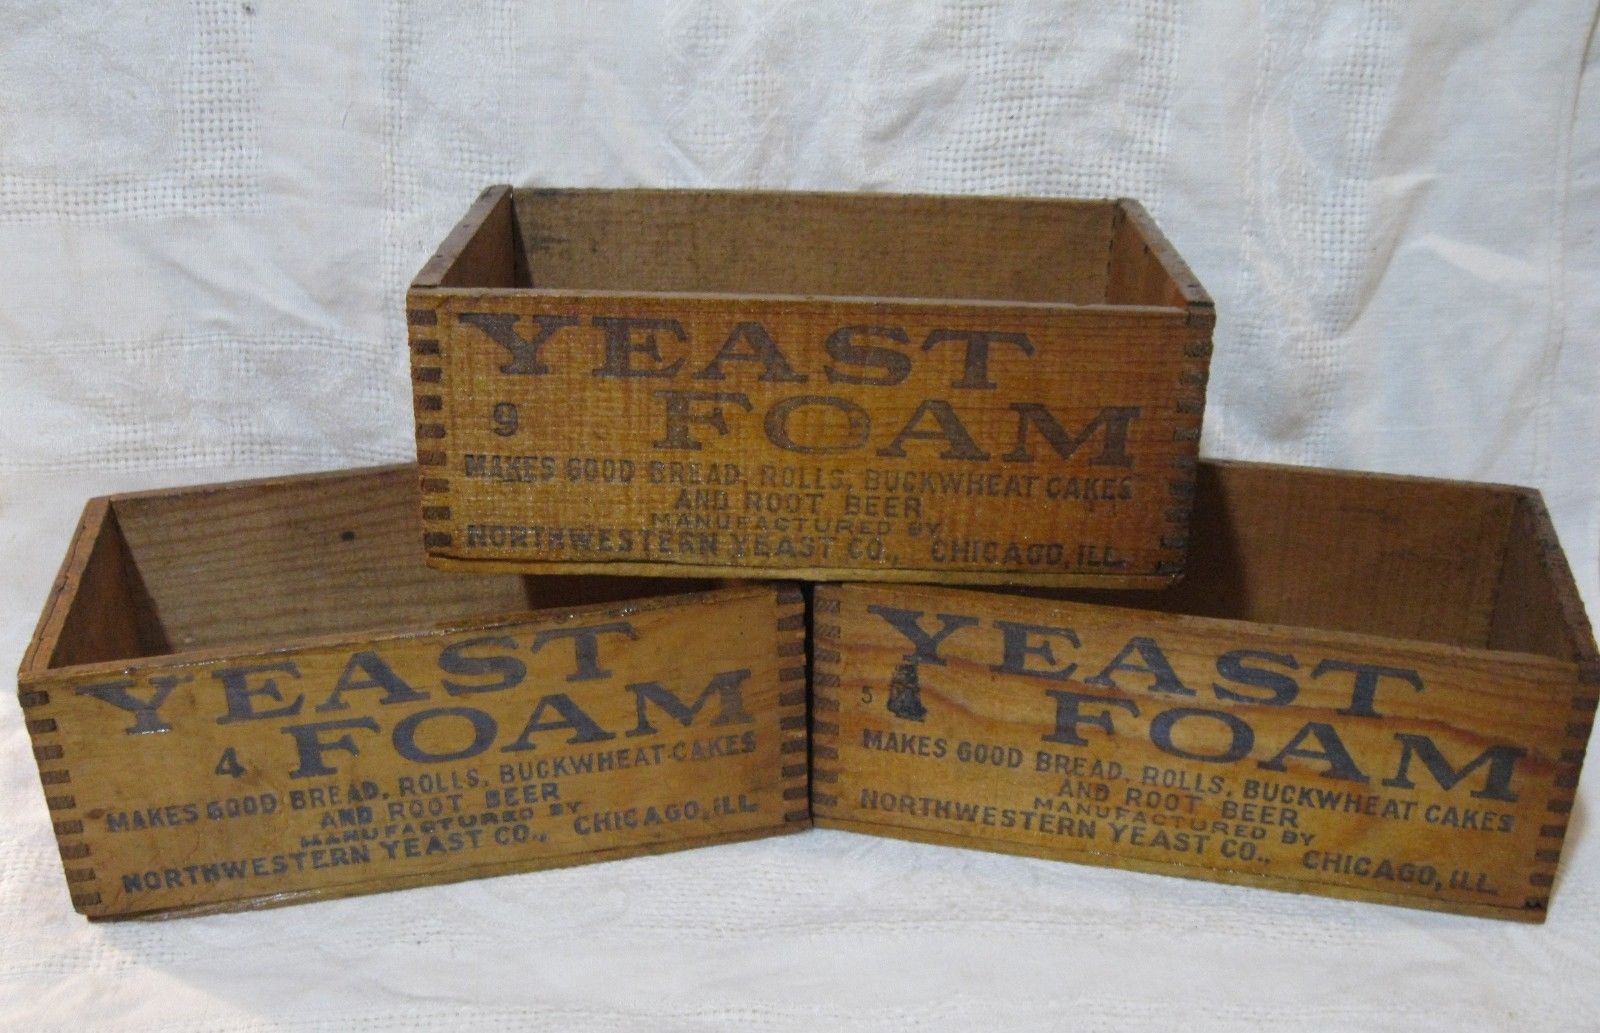 YEAST
9 FOAM
MAKES GOOD BREAD, ROLLS, BUCKWHEAT CAKES
AND ROOT BEER
MANUFACTURED BY
NORTHWESTERN YEAST CO., CHICAGO, ILL.
YEAST
4 FOAM
MAKES GOOD BREAD, ROLLS, BUCKWHEAT CAKES
AND ROOT BEER
MANUFACTURED BY
NORTHWESTERN YEAST CO., CHICAGO, ILL.
YEAST
5 FOAM
MAKES GOOD BREAD, ROLLS, BUCKWHEAT CAKES
AND ROOT BEER
MANUFACTURED BY
NORTHWESTERN YEAST CO., CHICAGO, ILL.